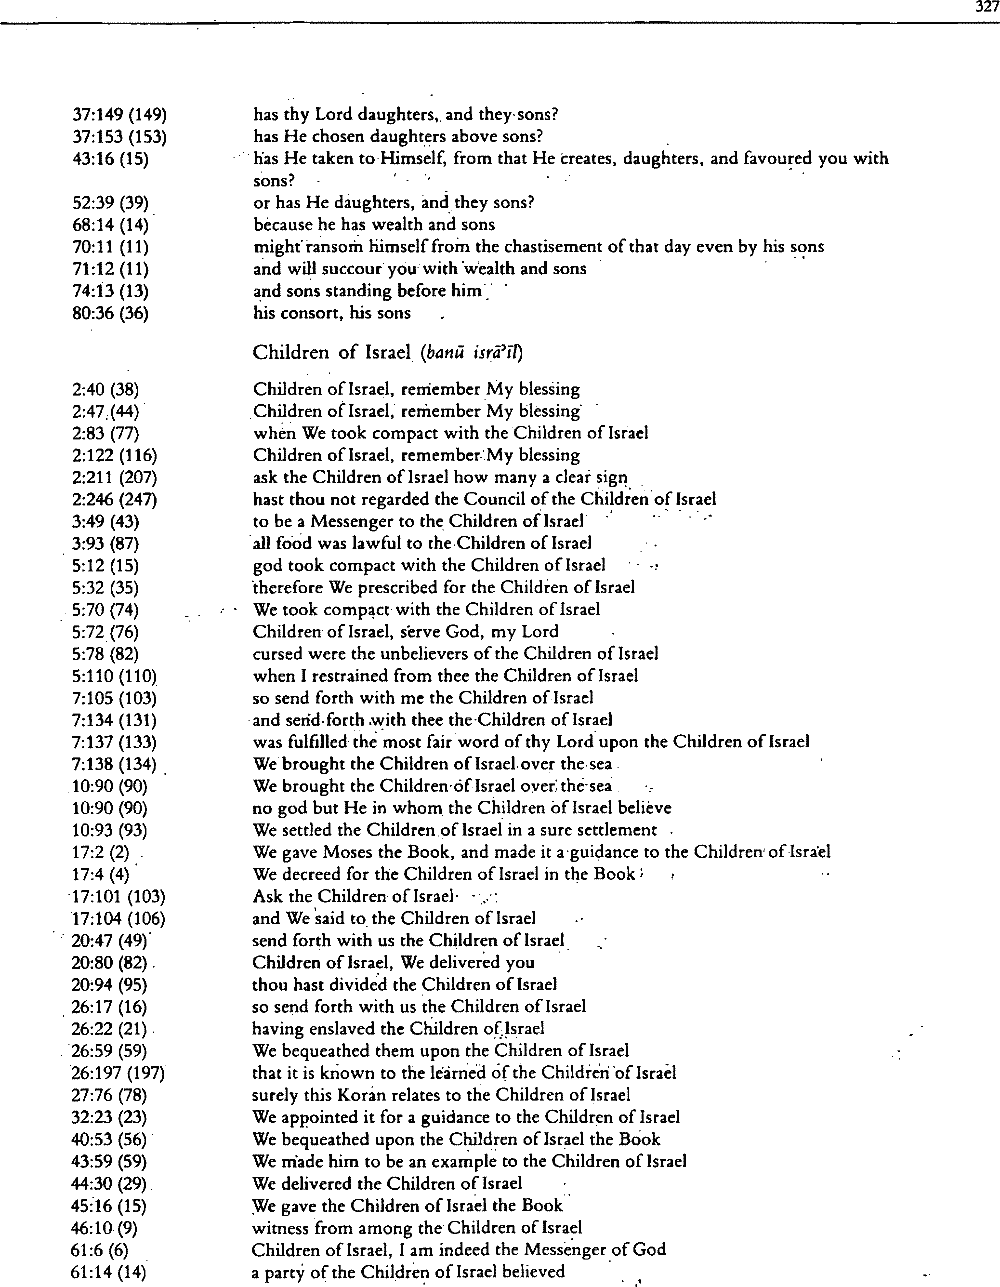 327
37:149 (149) has thy Lord daughters, and they sons?
37:153 (153) has He chosen daughters above sons?
43:16 (15) has He taken to Himself, from that He creates, daughters, and favoured you with
sons?
52:39 (39) or has He daughters, and they sons?
68:14 (14) because he has wealth and sons
70:11 (11) might ransom himself from the chastisement of that day even by his sons
71:12 (11) and will succour you with wealth and sons
74:13 (13) and sons standing before him
80:36 (36) his consort, his sons
Children of Israel (banū isrāʾīl)
2:40 (38) Children of Israel, remember My blessing
2:47 (44) Children of Israel, remember My blessing
2:83 (77) when We took compact with the Children of Israel
2:122 (116) Children of Israel, remember My blessing
2:211 (207) ask the Children of Israel how many a clear sign
2:246 (247) hast thou not regarded the Council of the Children of Israel
3:49 (43) to be a Messenger to the Children of Israel
3:93 (87) all food was lawful to the Children of Israel
5:12 (15) god took compact with the Children of Israel
5:32 (35) therefore We prescribed for the Children of Israel
5:70 (74) We took compact with the Children of Israel
5:72 (76) Children of Israel, serve God, my Lord
5:78 (82) cursed were the unbelievers of the Children of Israel
5:110 (110) when I restrained from thee the Children of Israel
7:105 (103) so send forth with me the Children of Israel
7:134 (131) and send forth with thee the Children of Israel
7:137 (133) was fulfilled the most fair word of thy Lord upon the Children of Israel
7:138 (134) We brought the Children of Israel over the sea
10:90 (90) We brought the Children of Israel over the sea
10:90 (90) no god but He in whom the Children of Israel believe
10:93 (93) We settled the Children of Israel in a sure settlement
17:2 (2) We gave Moses the Book, and made it a guidance to the Children of Israel
17:4 (4) We decreed for the Children of Israel in the Book
17:101 (103) Ask the Children of Israel
17:104 (106) and We said to the Children of Israel
20:47 (49) send forth with us the Children of Israel
20:80 (82) Children of Israel, We delivered you
20:94 (95) thou hast divided the Children of Israel
26:17 (16) so send forth with us the Children of Israel
26:22 (21) having enslaved the Children of Israel
26:59 (59) We bequeathed them upon the Children of Israel
26:197 (197) that it is known to the learned of the Children of Israel
27:76 (78) surely this Koran relates to the Children of Israel
32:23 (23) We appointed it for a guidance to the Children of Israel
40:53 (56) We bequeathed upon the Children of Israel the Book
43:59 (59) We made him to be an example to the Children of Israel
44:30 (29) We delivered the Children of Israel
45:16 (15) We gave the Children of Israel the Book
46:10 (9) witness from among the Children of Israel
61:6 (6) Children of Israel, I am indeed the Messenger of God
61:14 (14) a party of the Children of Israel believed